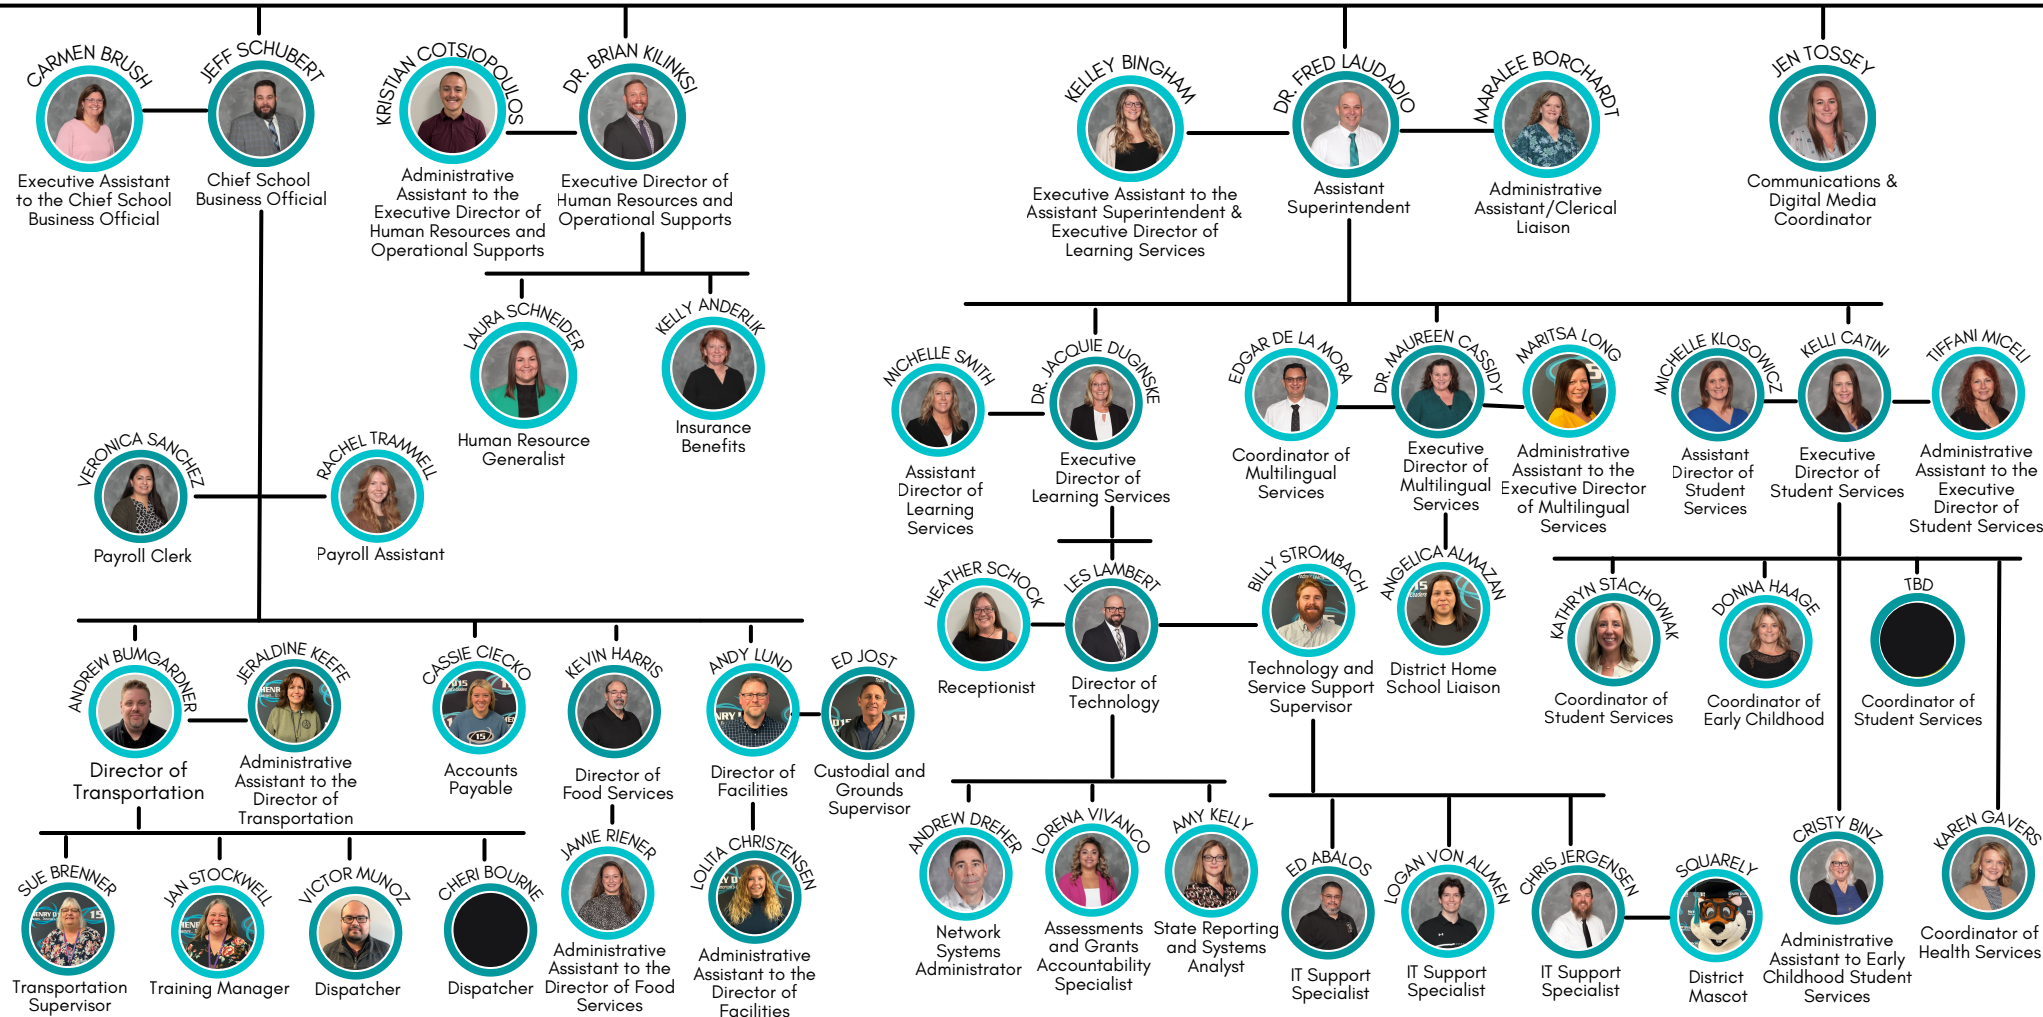 CARMEN BRUSH
Executive Assistant
to the Chief School
Business Official
JEFF SCHUBERT
Chief School
Business Official
KRISTIAN COTSIOPOULOS
Administrative
Assistant to the
Executive Director of
Human Resources and
Operational Supports
DR. BRIAN KILINKSI
Executive Director of
Human Resources and
Operational Supports
KELLEY BINGHAM
Executive Assistant to the
Assistant Superintendent &
Executive Director of
Learning Services
DR. FRED LAUDADIO
Assistant
Superintendent
MARALEE BORCHARDT
Administrative
Assistant/Clerical
Liaison
JEN TOSSEY
Communications &
Digital Media
Coordinator
LAURA SCHNEIDER
Human Resource
Generalist
KELLY ANDERLIK
Insurance
Benefits
MICHELLE SMITH
Assistant
Director of
Learning
Services
DR. JACQUIE DUGINSKE
Executive
Director of
Learning Services
EDGAR DE LA MORA
Coordinator of
Multilingual
Services
DR. MAUREEN CASSIDY
Executive
Director of
Multilingual
Services
MARITSA LONG
Administrative
Assistant to the
Executive Director
of Multilingual
Services
MICHELLE KLOSOWICZ
Assistant
Director of
Student
Services
KELLI CATINI
Executive
Director of
Student Services
TIFFANI MICELI
Administrative
Assistant to the
Executive
Director of
Student Services
VERONICA SANCHEZ
Payroll Clerk
RACHEL TRAMMELL
Payroll Assistant
HEATHER SCHOCK
Receptionist
LES LAMBERT
Director of
Technology
BILLY STROMBACH
Technology and
Service Support
Supervisor
ANGELICA ALMAZAN
District Home
School Liaison
KATHRYN STACHOWIAK
Coordinator of
Student Services
DONNA HAAGE
Coordinator of
Early Childhood
TBD
Coordinator of
Student Services
ANDREW BUMGARDNER
Director of
Transportation
JERALDINE KEEFE
Administrative
Assistant to the
Director of
Transportation
CASSIE CIECKO
15
Accounts
Payable
KEVIN HARRIS
Director of
Food Services
ANDY LUND
Director of
Facilities
ED JOST
Custodial and
Grounds
Supervisor
SUE BRENNER
Transportation
Supervisor
JAN STOCKWELL
Training Manager
VICTOR MUNOZ
Dispatcher
CHERI BOURNE
Dispatcher
JAMIE RIENER
Administrative
Assistant to the
Director of Food
Services
LOLITA CHRISTENSEN
Administrative
Assistant to the
Director of
Facilities
ANDREW DREHER
Network
Systems
Administrator
LORENA VIVANCO
Assessments
and Grants
Accountability
Specialist
AMY KELLY
State Reporting
and Systems
Analyst
ED ABALOS
IT Support
Specialist
LOGAN VON ALLMEN
IT Support
Specialist
CHRIS JERGENSEN
IT Support
Specialist
SQUARELY
District
Mascot
CRISTY BINZ
Administrative
Assistant to Early
Childhood Student
Services
KAREN GAVERS
Coordinator of
Health Services